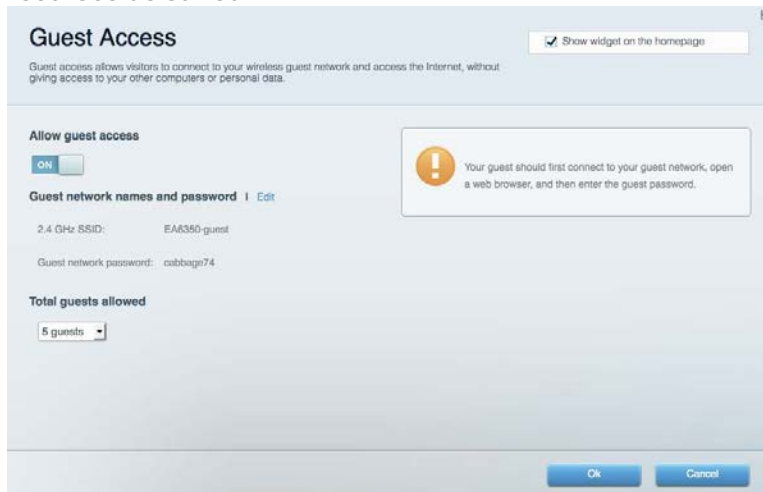 Guest Access
Show widget on the homepage
Guest access allows visitors to connect to your wireless guest network and access the Internet, without
giving access to your other computers or personal data.
Allow guest access
ON
Your guest should first connect to your guest network, open
a web browser, and then enter the guest password.
Guest network names and password | Edit
2.4 GHz SSID: EA6350-guest
Guest network password: cabbage74
Total guests allowed
5 guests
Ok Cancel